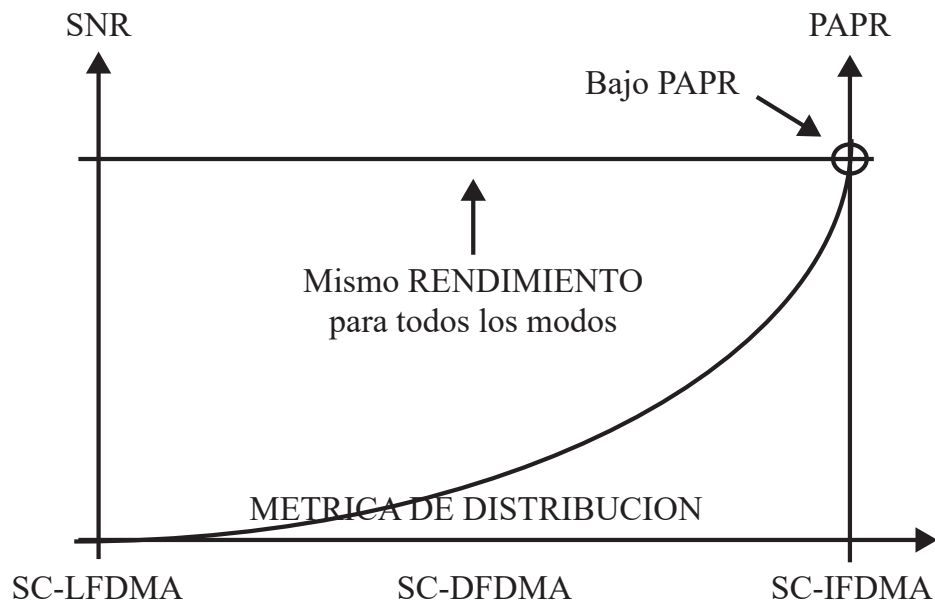 SNR
PAPR
Bajo PAPR
Mismo RENDIMIENTO
para todos los modos
METRICA DE DISTRIBUCION
SC-LFDMA
SC-DFDMA
SC-IFDMA